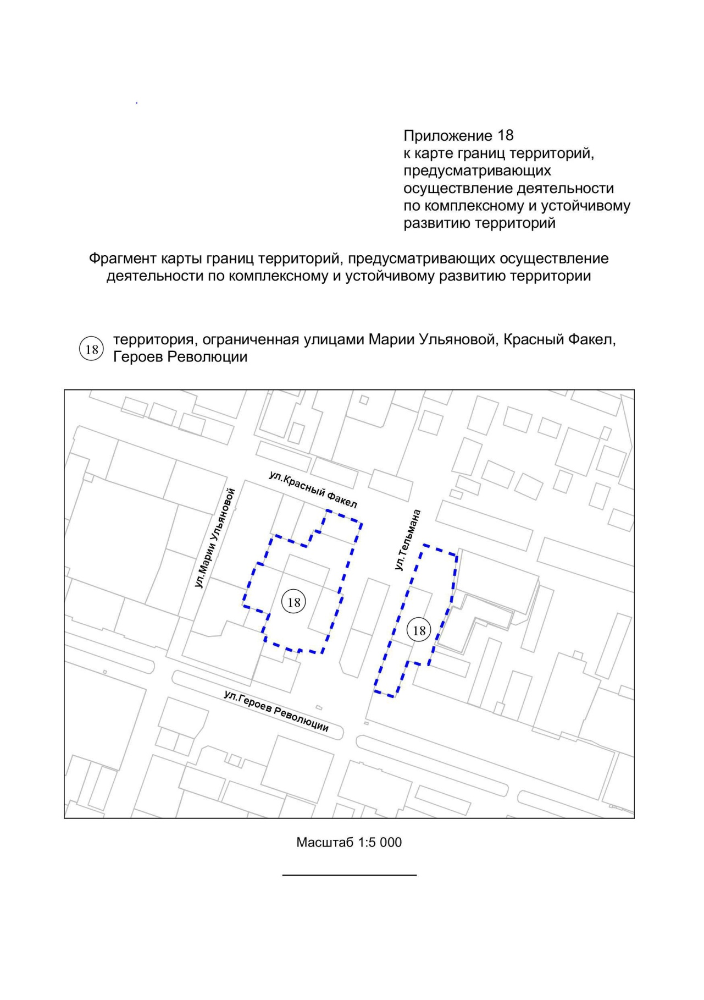 Приложение 18
к карте границ территорий,
предусматривающих
осуществление деятельности
по комплексному и устойчивому
развитию территорий
Фрагмент карты границ территорий, предусматривающих осуществление
деятельности по комплексному и устойчивому развитию территории
18
территория, ограниченная улицами Марии Ульяновой, Красный Факел,
Героев Революции
ул.Красный Факел
ул.Марии Ульяновой
ул.Тельмана
18
18
ул.Героев Революции
Масштаб 1:5 000